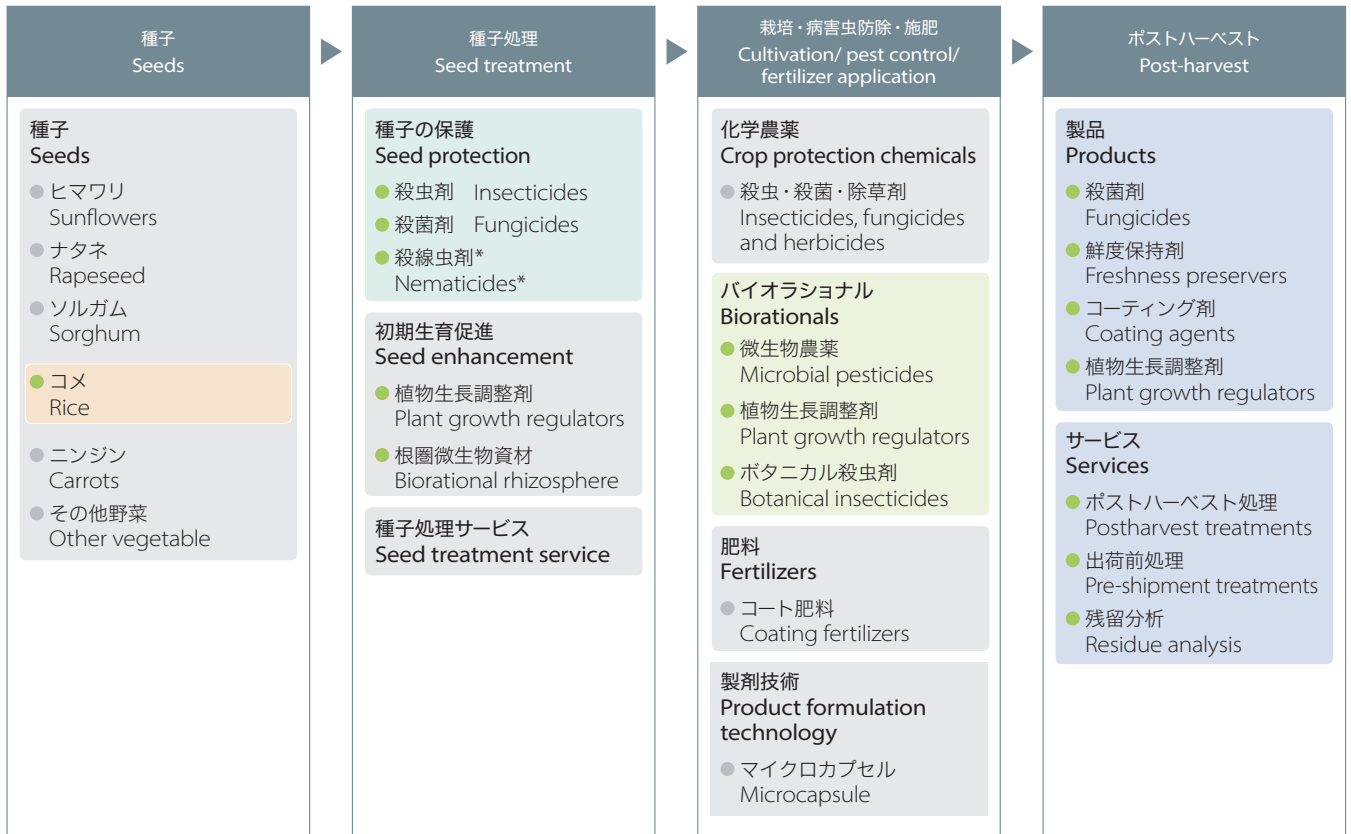 種子
Seeds
種子
Seeds
ヒマワリ
Sunflowers
ナタネ
Rapeseed
ソルガム
Sorghum
コメ
Rice
ニンジン
Carrots
その他野菜
Other vegetable
種子処理
Seed treatment
種子の保護
Seed protection
殺虫剤 Insecticides
殺菌剤 Fungicides
殺線虫剤*
Nematicides*
初期生育促進
Seed enhancement
植物生長調整剤
Plant growth regulators
根圏微生物資材
Biorational rhizosphere
種子処理サービス
Seed treatment service
栽培・病害虫防除・施肥
Cultivation/ pest control/
fertilizer application
化学農薬
Crop protection chemicals
殺虫・殺菌・除草剤
Insecticides, fungicides
and herbicides
バイオラショナル
Biorationals
微生物農薬
Microbial pesticides
植物生長調整剤
Plant growth regulators
ボタニカル殺虫剤
Botanical insecticides
肥料
Fertilizers
コート肥料
Coating fertilizers
製剤技術
Product formulation
technology
マイクロカプセル
Microcapsule
ポストハーベスト
Post-harvest
製品
Products
殺菌剤
Fungicides
鮮度保持剤
Freshness preservers
コーティング剤
Coating agents
植物生長調整剤
Plant growth regulators
サービス
Services
ポストハーベスト処理
Postharvest treatments
出荷前処理
Pre-shipment treatments
残留分析
Residue analysis